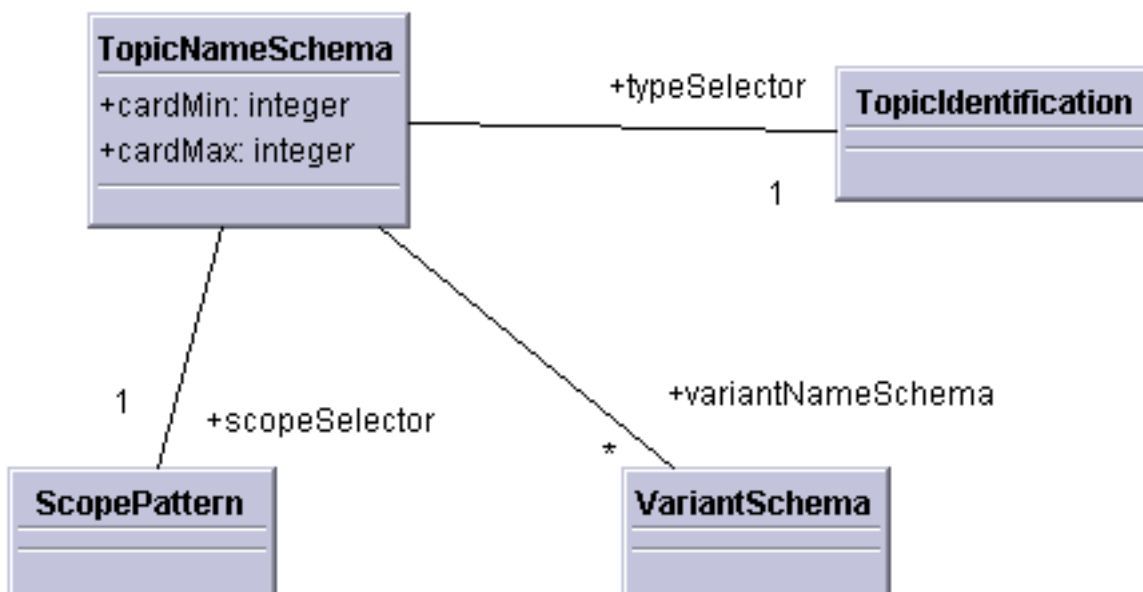 TopicNameSchema
+cardMin: integer
+cardMax: integer
+typeSelector
1
TopicIdentification
1
+scopeSelector
+variantNameSchema
*
ScopePattern
VariantSchema